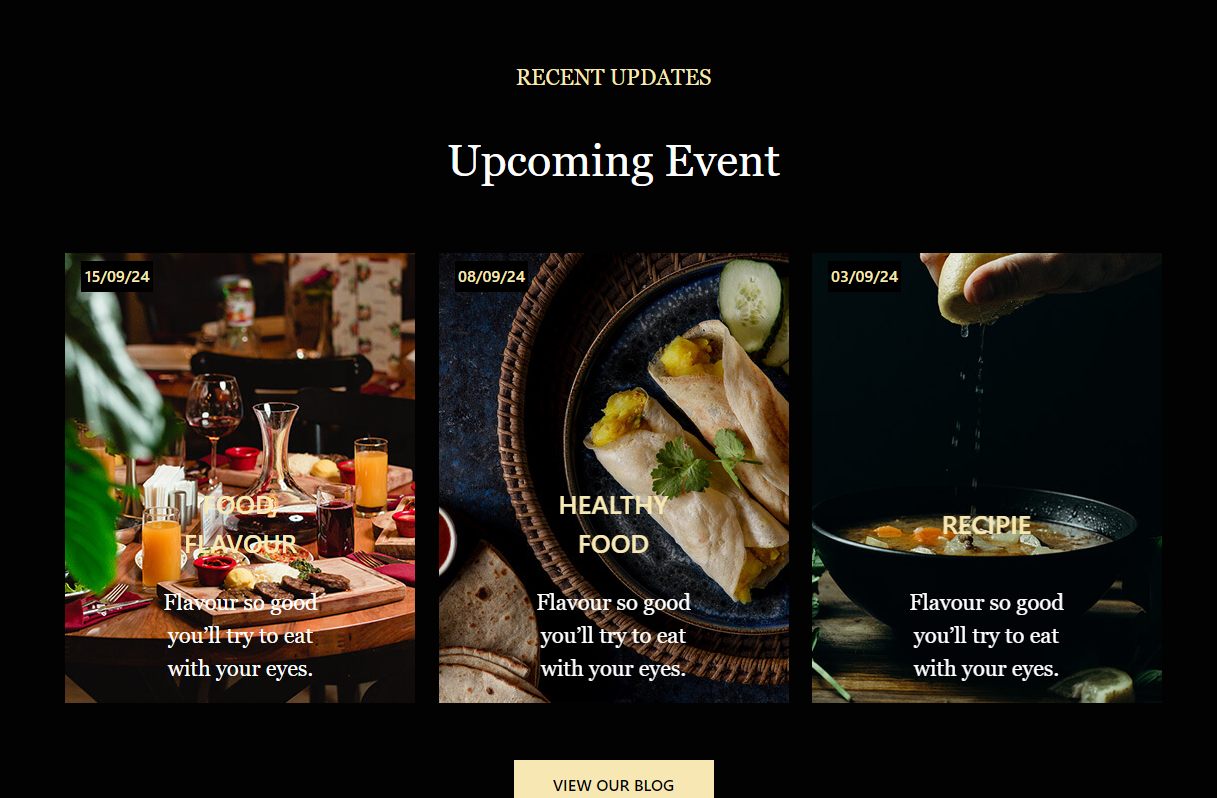 RECENT UPDATES
Upcoming Event
15/09/24
FOOD,
FLAVOUR
Flavour so good
you’ll try to eat
with your eyes.
08/09/24
HEALTHY
FOOD
Flavour so good
you’ll try to eat
with your eyes.
03/09/24
RECIPIE
Flavour so good
you’ll try to eat
with your eyes.
VIEW OUR BLOG